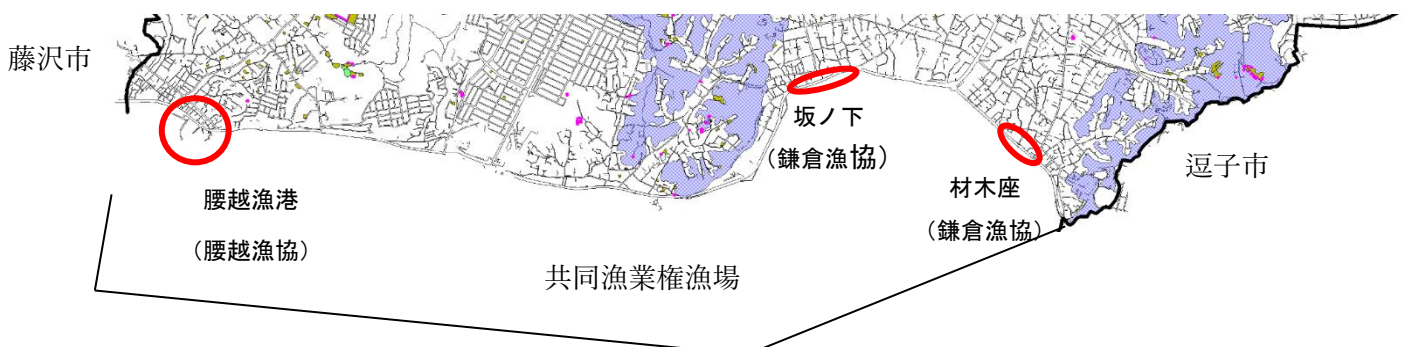 藤沢市
腰越漁港
（腰越漁協）
坂ノ下
（鎌倉漁協）
材木座
（鎌倉漁協）
逗子市
共同漁業権漁場